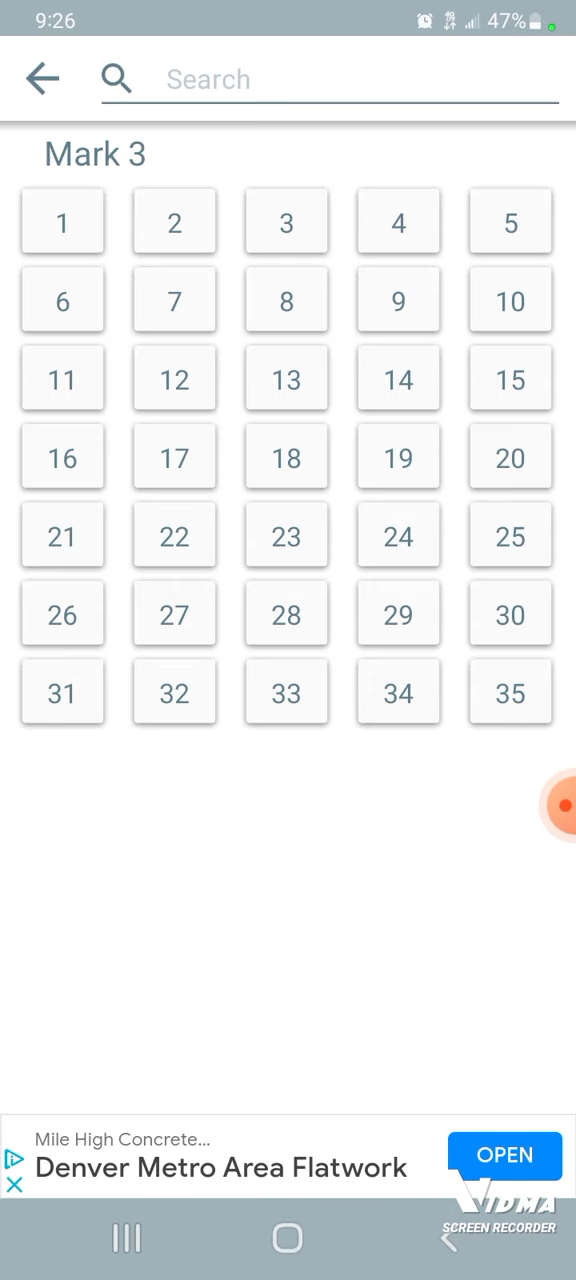 9:26 47%
Search
Mark 3
1 2 3 4 5
6 7 8 9 10
11 12 13 14 15
16 17 18 19 20
21 22 23 24 25
26 27 28 29 30
31 32 33 34 35
Mile High Concrete...
Denver Metro Area Flatwork
OPEN
VIDMA
SCREEN RECORDER